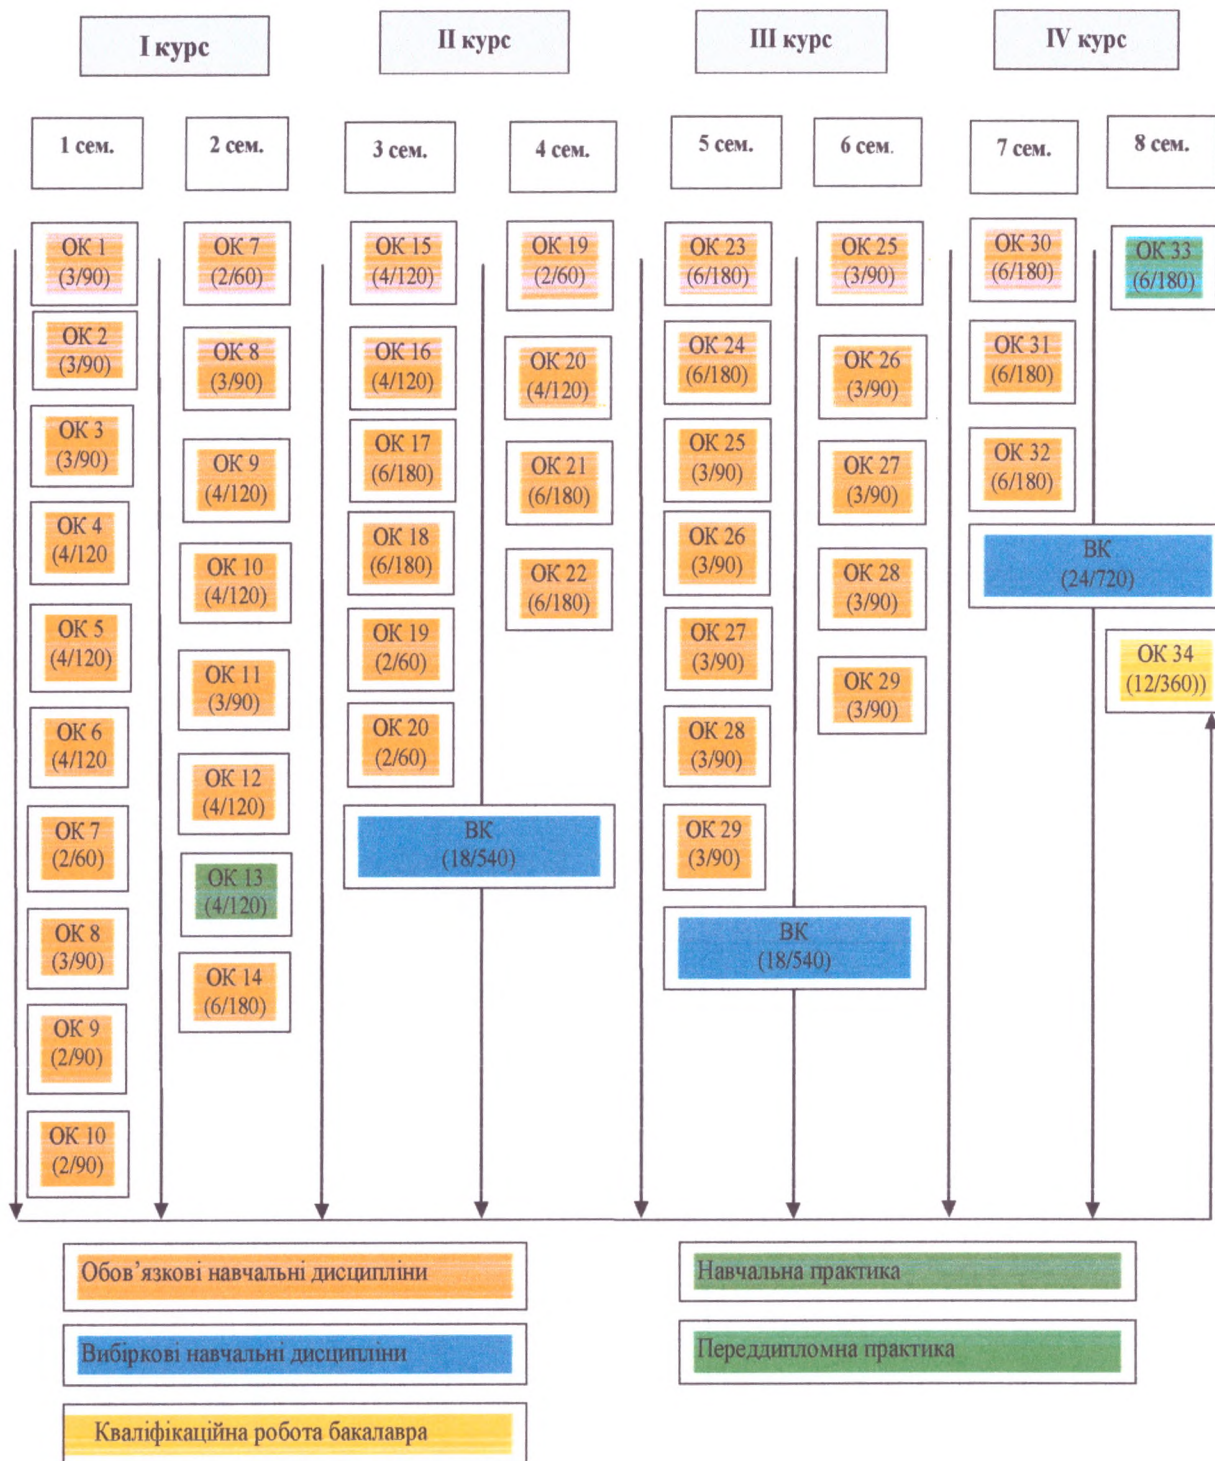 І курс
ІІ курс
ІІІ курс
IV курс
1 сем.
2 сем.
3 сем.
4 сем.
5 сем.
6 сем.
7 сем.
8 сем.
ОК 1
(3/90)
ОК 2
(3/90)
ОК 3
(3/90)
ОК 4
(4/120
ОК 5
(4/120)
ОК 6
(4/120
ОК 7
(2/60)
ОК 8
(3/90)
ОК 9
(2/90)
ОК 10
(2/90)
ОК 7
(2/60)
ОК 8
(3/90)
ОК 9
(4/120)
ОК 10
(4/120)
ОК 11
(3/90)
ОК 12
(4/120)
ОК 13
(4/120)
ОК 14
(6/180)
ОК 15
(4/120)
ОК 16
(4/120)
ОК 17
(6/180)
ОК 18
(6/180)
ОК 19
(2/60)
ОК 20
(2/60)
ОК 19
(2/60)
ОК 20
(4/120)
ОК 21
(6/180)
ОК 22
(6/180)
ВК
(18/540)
ОК 23
(6/180)
ОК 24
(6/180)
ОК 25
(3/90)
ОК 26
(3/90)
ОК 27
(3/90)
ОК 28
(3/90)
ОК 29
(3/90)
ОК 25
(3/90)
ОК 26
(3/90)
ОК 27
(3/90)
ОК 28
(3/90)
ОК 29
(3/90)
ВК
(18/540)
ОК 30
(6/180)
ОК 31
(6/180)
ОК 32
(6/180)
ОК 33
(6/180)
ВК
(24/720)
ОК 34
(12/360))
Обов’язкові навчальні дисципліни
Вибіркові навчальні дисципліни
Кваліфікаційна робота бакалавра
Навчальна практика
Переддипломна практика